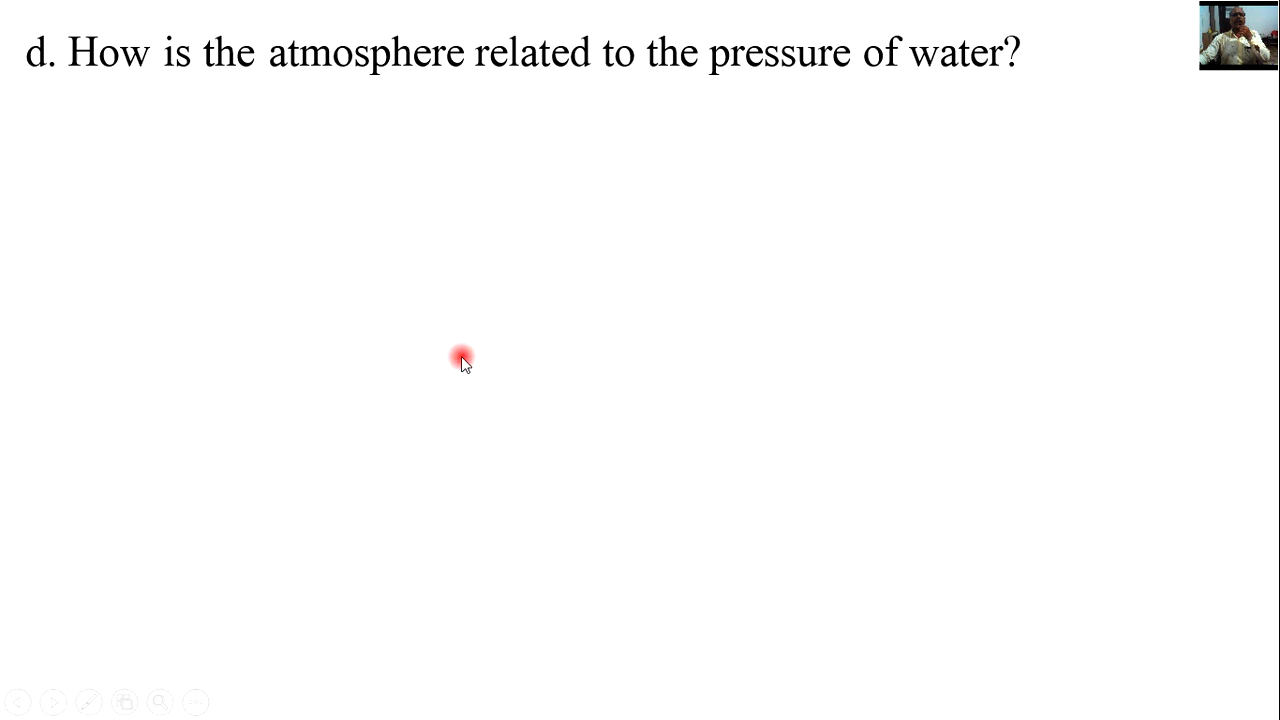 d. How is the atmosphere related to the pressure of water?